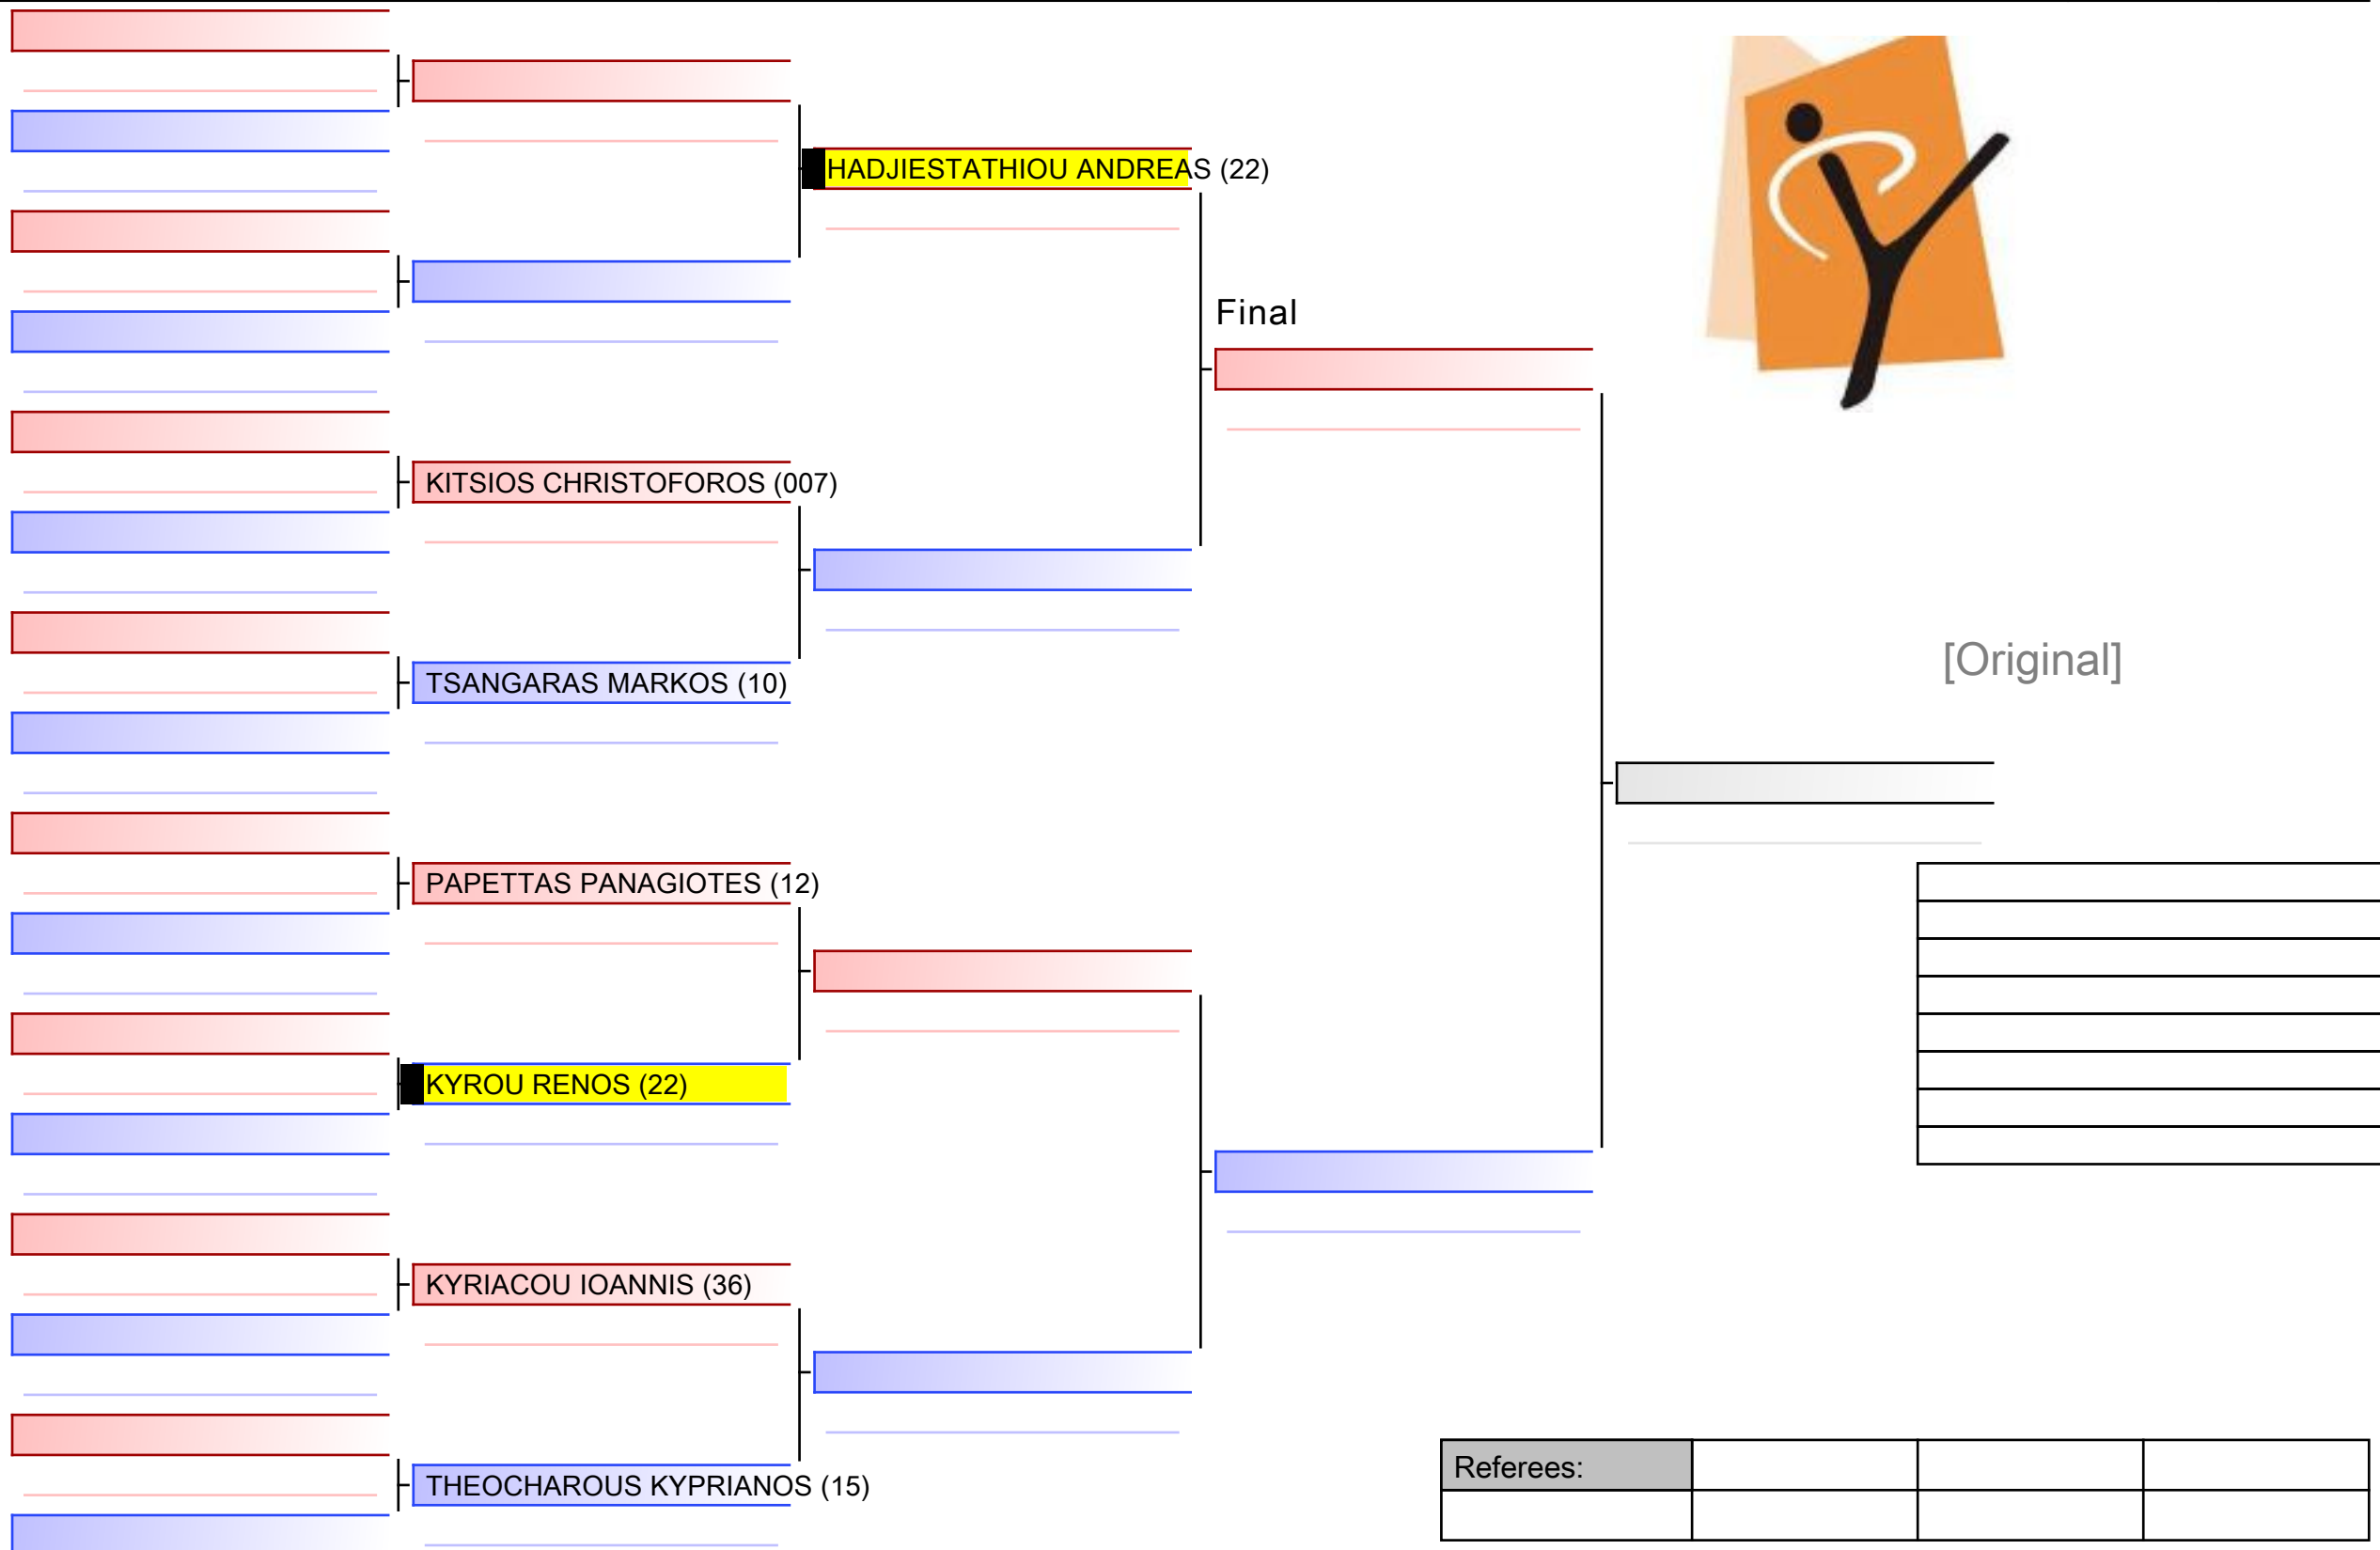 HADJIESTATHIOU ANDREAS (22)
Final
KITSIOS CHRISTOFOROS (007)
[Original]
TSANGARAS MARKOS (10)
PAPETTAS PANAGIOTES (12)
KYROU RENOS (22)
KYRIACOU IOANNIS (36)
Referees:
THEOCHAROUS KYPRIANOS (15)